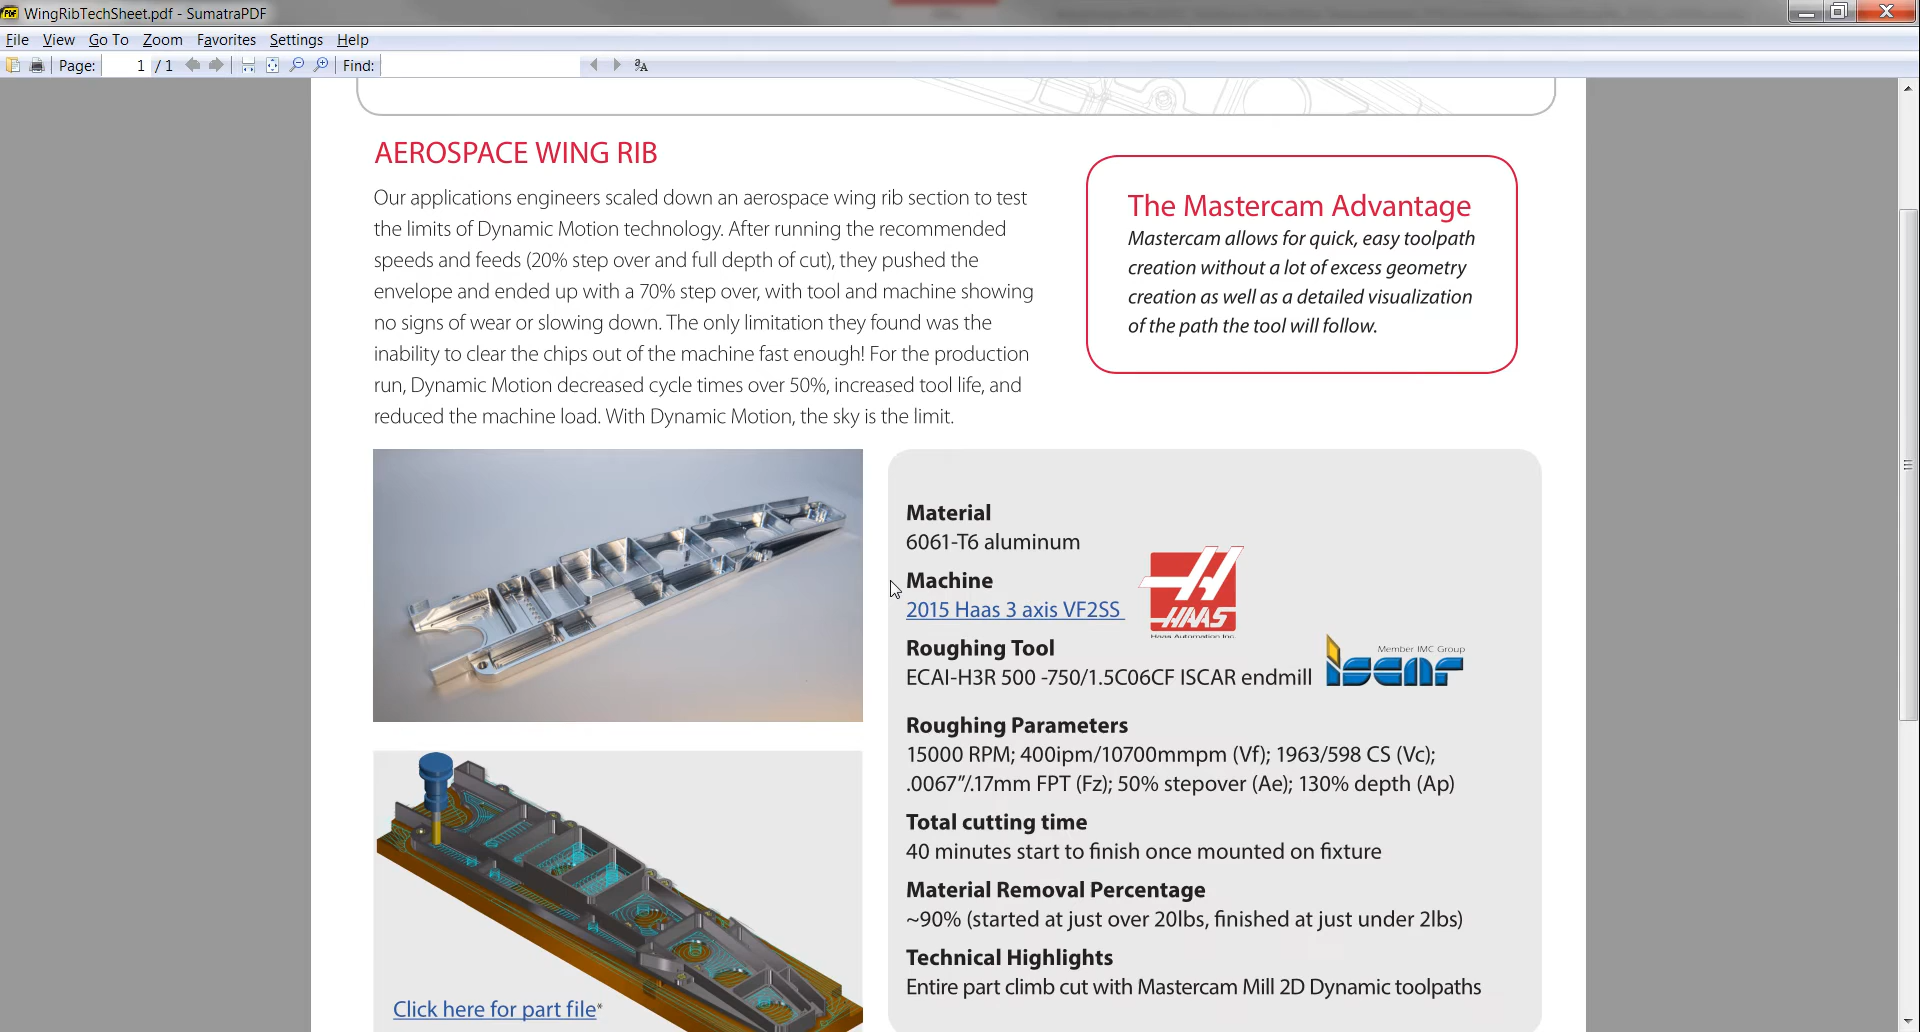 WingRibTechSheet.pdf - SumatraPDF
File View Go To Zoom Favorites Settings Help
Page: 1 / 1 Find:
AEROSPACE WING RIB
Our applications engineers scaled down an aerospace wing rib section to test
the limits of Dynamic Motion technology. After running the recommended
speeds and feeds (20% step over and full depth of cut), they pushed the
envelope and ended up with a 70% step over, with tool and machine showing
no signs of wear or slowing down. The only limitation they found was the
inability to clear the chips out of the machine fast enough! For the production
run, Dynamic Motion decreased cycle times over 50%, increased tool life, and
reduced the machine load. With Dynamic Motion, the sky is the limit.
The Mastercam Advantage
Mastercam allows for quick, easy toolpath
creation without a lot of excess geometry
creation as well as a detailed visualization
of the path the tool will follow.
Material
6061-T6 aluminum
Machine
2015 Haas 3 axis VF2SS
HAAS
Haas Automation Inc.
Roughing Tool
ECAI-H3R 500 -750/1.5C06CF ISCAR endmill
Member IMC Group
iscar
Roughing Parameters
15000 RPM; 400ipm/10700mmpm (Vf); 1963/598 CS (Vc);
.0067”/.17mm FPT (Fz); 50% stepover (Ae); 130% depth (Ap)
Total cutting time
40 minutes start to finish once mounted on fixture
Material Removal Percentage
~90% (started at just over 20lbs, finished at just under 2lbs)
Technical Highlights
Entire part climb cut with Mastercam Mill 2D Dynamic toolpaths
Click here for part file*